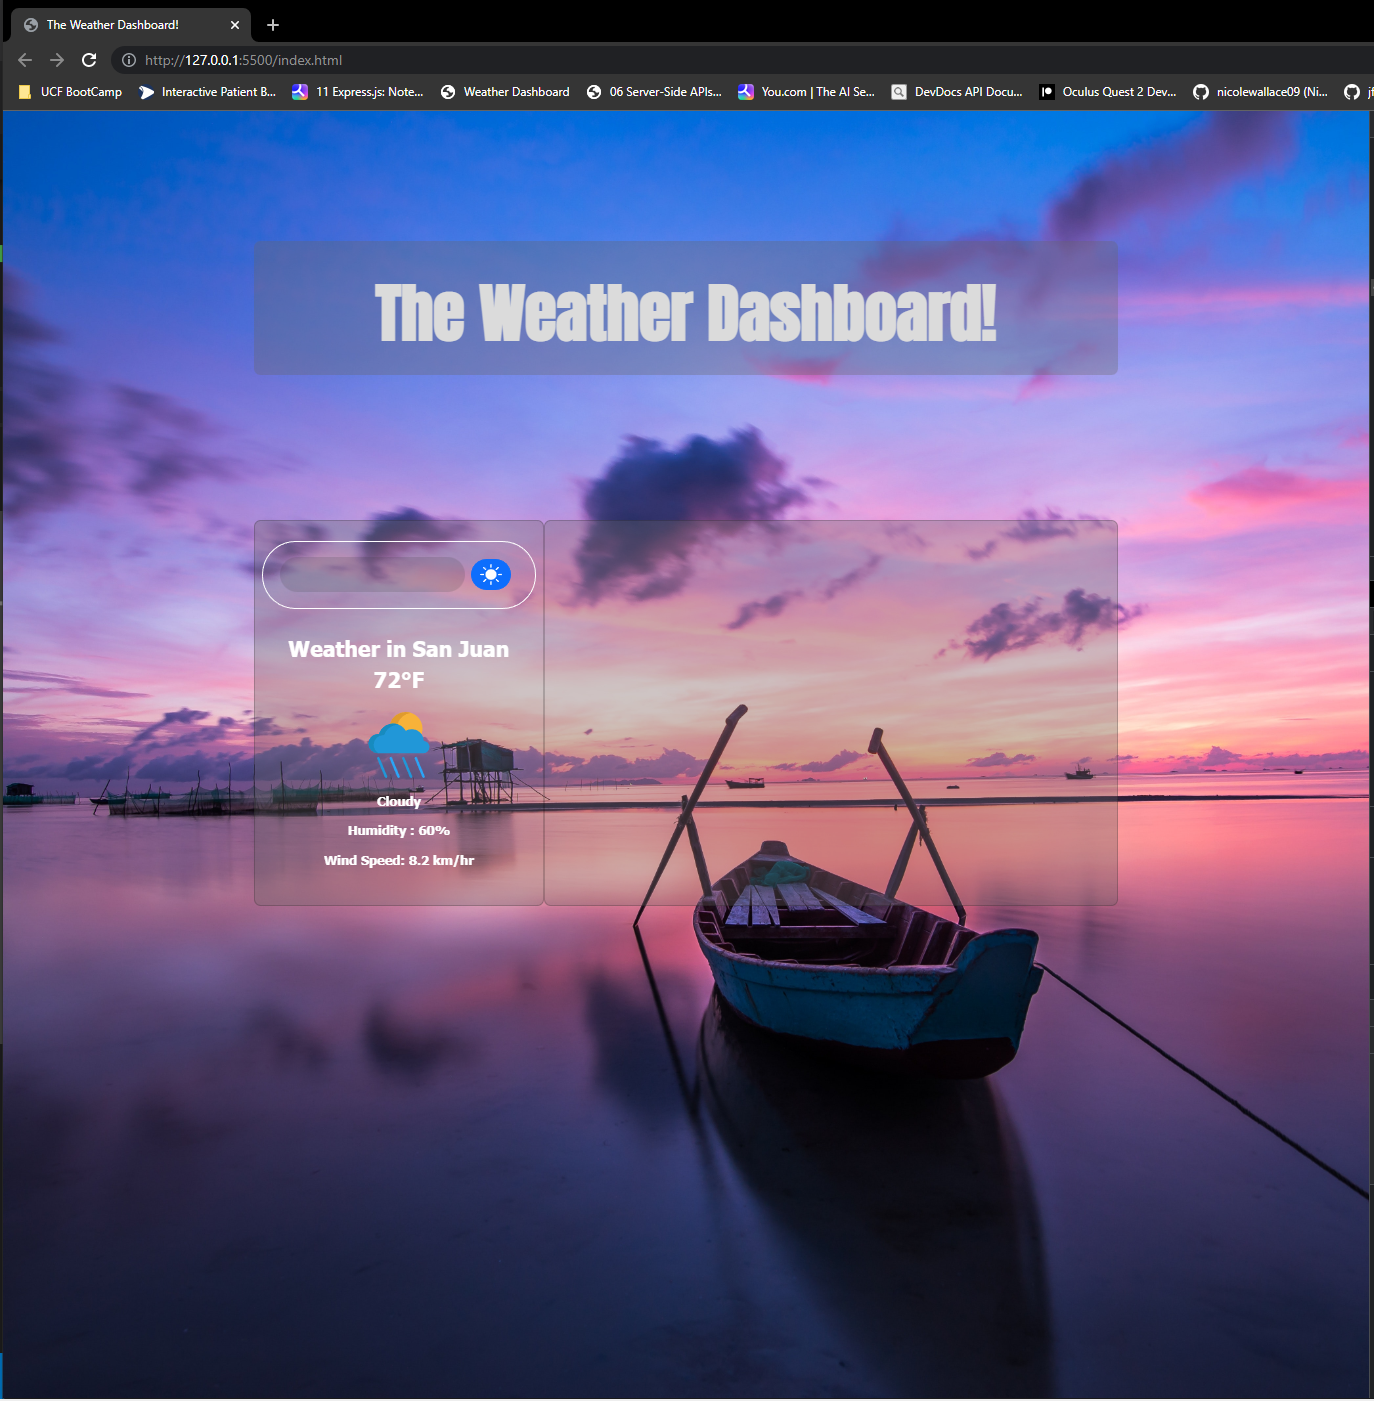 The Weather Dashboard!
http://127.0.0.1:5500/index.html
UCF BootCamp
Interactive Patient B...
11 Express.js: Note...
Weather Dashboard
06 Server-Side APIs...
You.com | The AI Se...
DevDocs API Docu...
Oculus Quest 2 Dev...
nicolewallace09 (Ni...
The Weather Dashboard!
Weather in San Juan
72°F
Cloudy
Humidity : 60%
Wind Speed: 8.2 km/hr